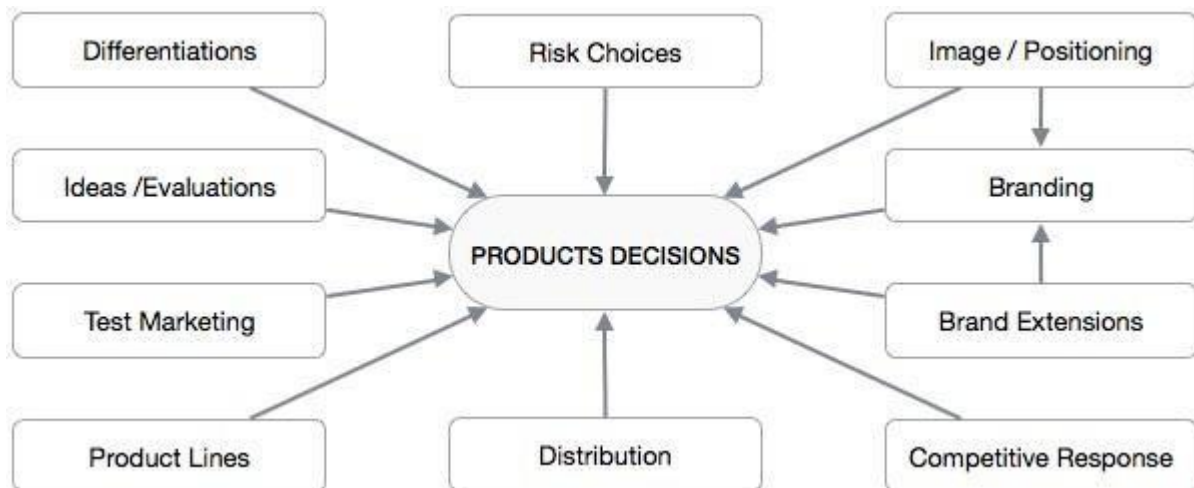 Differentiations
Risk Choices
Image / Positioning
Ideas /Evaluations
Branding
PRODUCTS DECISIONS
Test Marketing
Brand Extensions
Product Lines
Distribution
Competitive Response